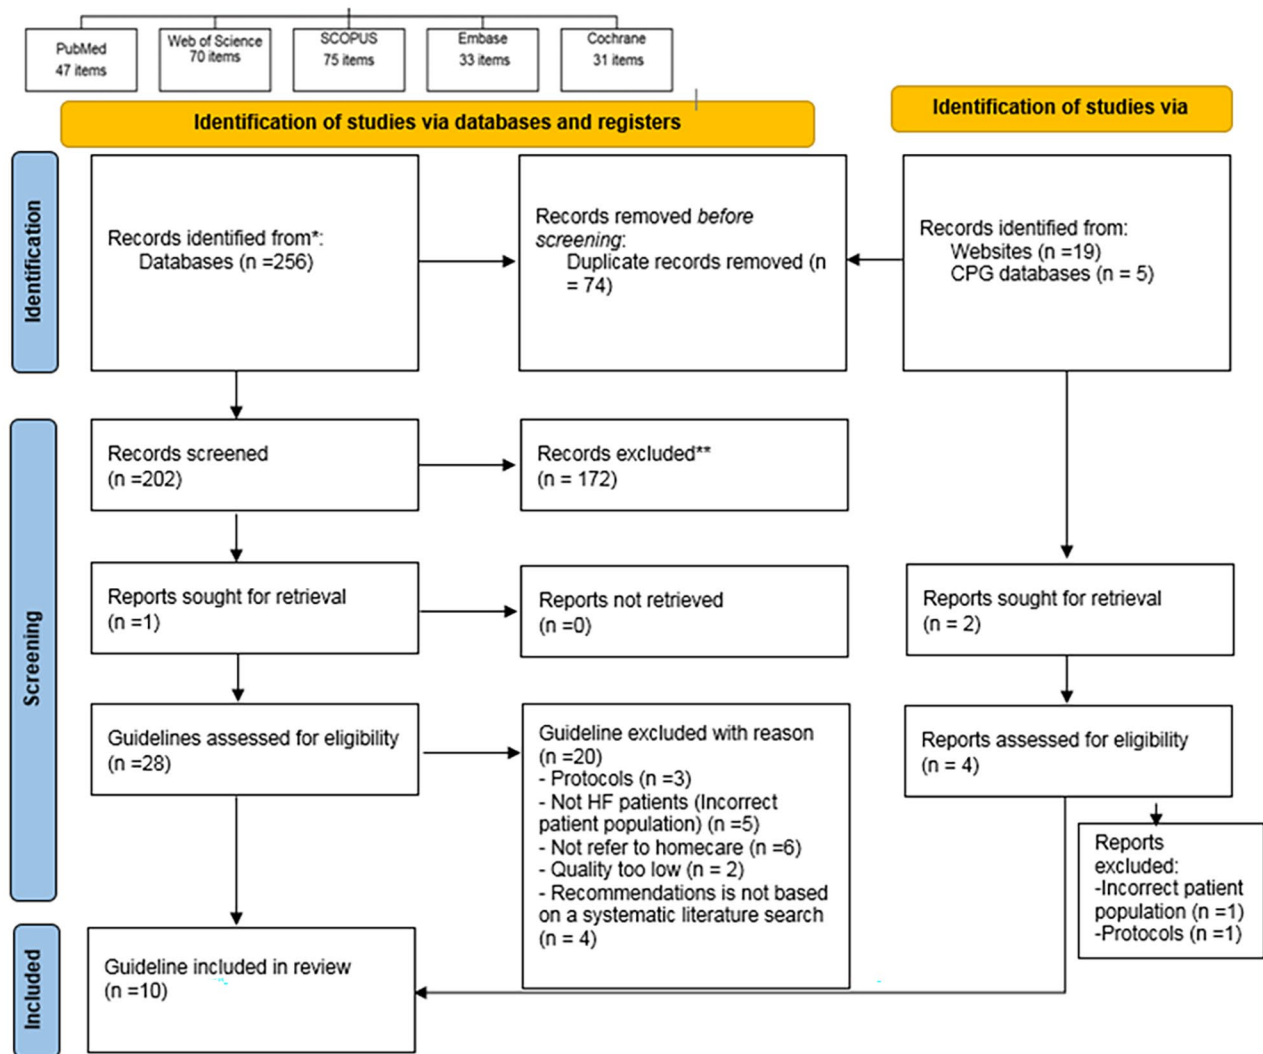 PubMed
47 items
Web of Science
70 items
SCOPUS
75 items
Embase
33 items
Cochrane
31 items
Identification of studies via databases and registers
Identification of studies via
Identification
Records identified from*:
Databases (n =256)
Records removed before
screening:
Duplicate records removed (n
= 74)
Records identified from:
Websites (n =19)
CPG databases (n = 5)
Screening
Records screened
(n =202)
Records excluded**
(n = 172)
Reports sought for retrieval
(n =1)
Reports not retrieved
(n =0)
Reports sought for retrieval
(n = 2)
Guidelines assessed for eligibility
(n =28)
Guideline excluded with reason
(n =20)
- Protocols (n =3)
- Not HF patients (Incorrect
patient population) (n =5)
- Not refer to homecare (n =6)
- Quality too low (n = 2)
- Recommendations is not based
on a systematic literature search
(n = 4)
Reports assessed for eligibility
(n = 4)
Reports
excluded:
-Incorrect patient
population (n =1)
-Protocols (n =1)
Included
Guideline included in review
(n =10)